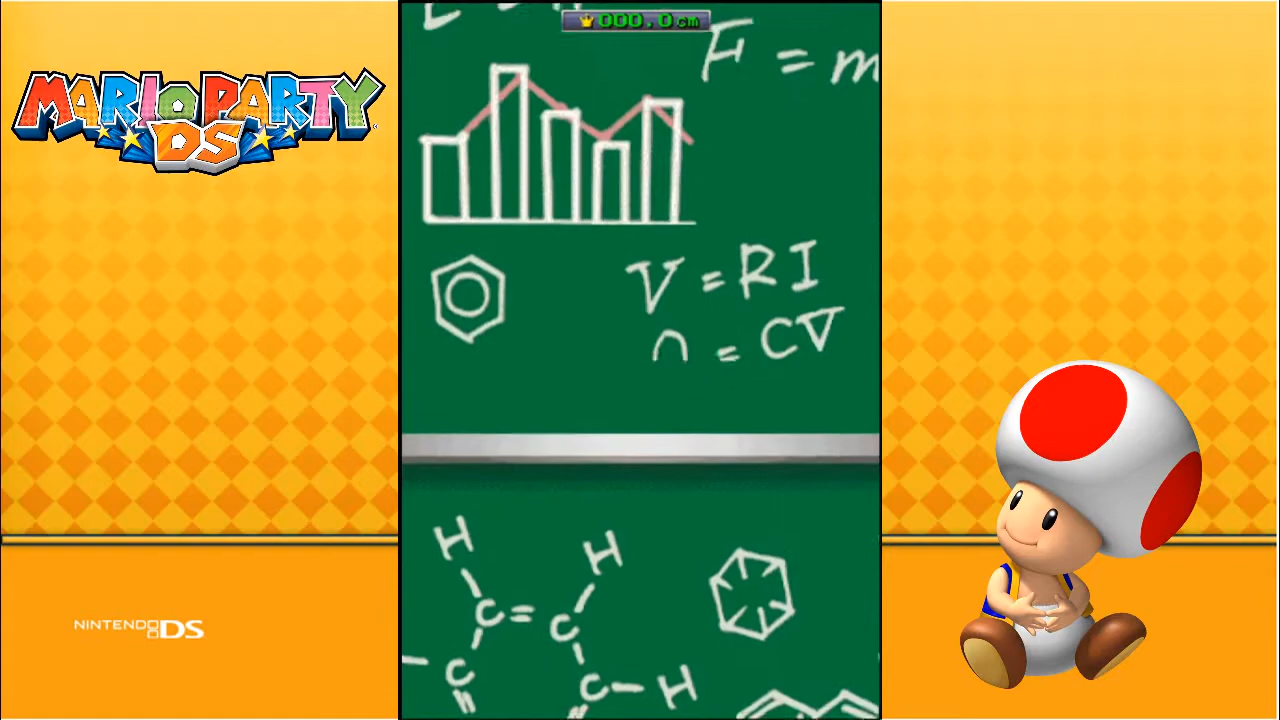 MARIO PARTY
DS
000.0cm
F = m
V = RI
n = CV
H
H
C = C
C
C - H
NINTENDO DS